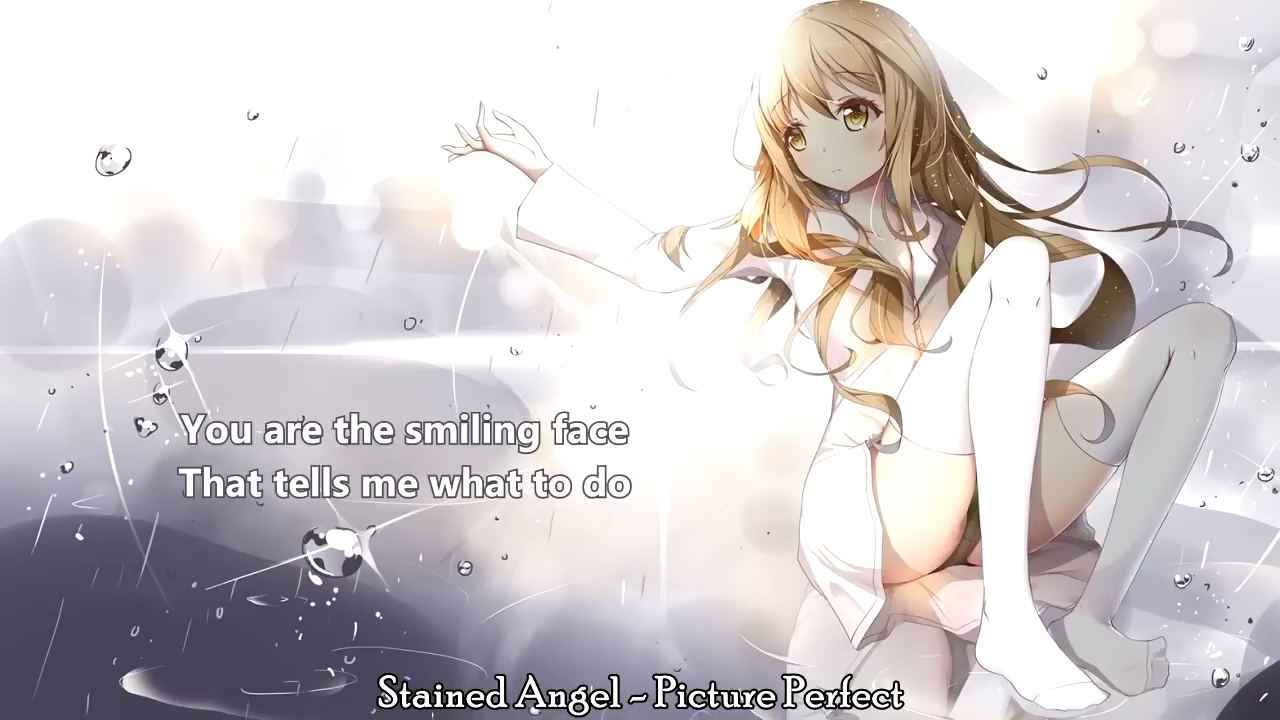 You are the smiling face
That tells me what to do
Stained Angel - Picture Perfect